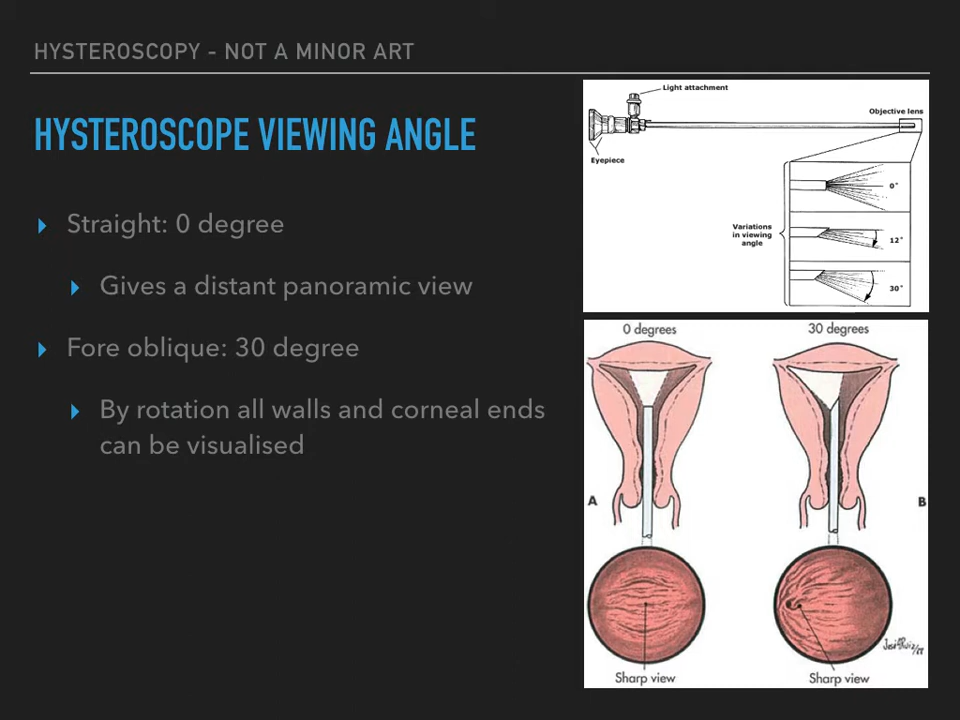 HYSTEROSCOPY - NOT A MINOR ART
HYSTEROSCOPE VIEWING ANGLE
Straight: 0 degree
Gives a distant panoramic view
Fore oblique: 30 degree
By rotation all walls and corneal ends
can be visualised
Light attachment
Objective lens
Eyepiece
0°
Variations
in viewing
angle
12°
30°
0 degrees
30 degrees
A
B
Sharp view
Sharp view